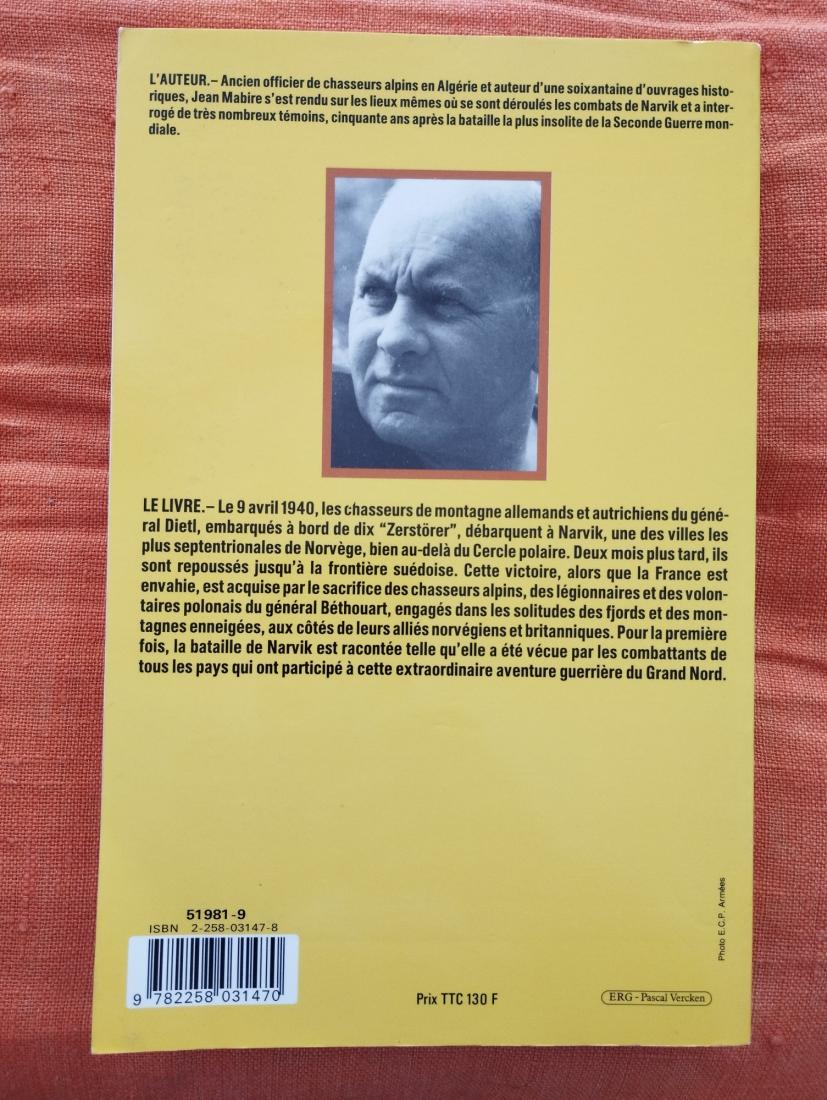 L'AUTEUR.– Ancien officier de chasseurs alpins en Algérie et auteur d'une soixantaine d'ouvrages histo-
riques, Jean Mabire s'est rendu sur les lieux mêmes où se sont déroulés les combats de Narvik et a inter-
rogé de très nombreux témoins, cinquante ans après la bataille la plus insolite de la Seconde Guerre mon-
diale.
LE LIVRE.– Le 9 avril 1940, les chasseurs de montagne allemands et autrichiens du géné-
ral Dietl, embarqués à bord de dix “Zerstörer”, débarquent à Narvik, une des villes les
plus septentrionales de Norvège, bien au-delà du Cercle polaire. Deux mois plus tard, ils
sont repoussés jusqu'à la frontière suédoise. Cette victoire, alors que la France est
envahie, est acquise par le sacrifice des chasseurs alpins, des légionnaires et des volon-
taires polonais du général Béthouart, engagés dans les solitudes des fjords et des mon-
tagnes enneigées, aux côtés de leurs alliés norvégiens et britanniques. Pour la première
fois, la bataille de Narvik est racontée telle qu'elle a été vécue par les combattants de
tous les pays qui ont participé à cette extraordinaire aventure guerrière du Grand Nord.
Photo E.C.P. Armées
51981-9
ISBN 2-258-03147-8
9 782258 031470
Prix TTC 130 F
ERG - Pascal Vercken